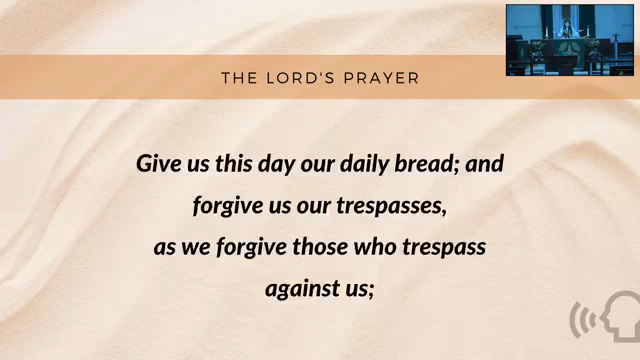 THE LORD'S PRAYER
Give us this day our daily bread; and
forgive us our trespasses,
as we forgive those who trespass
against us;